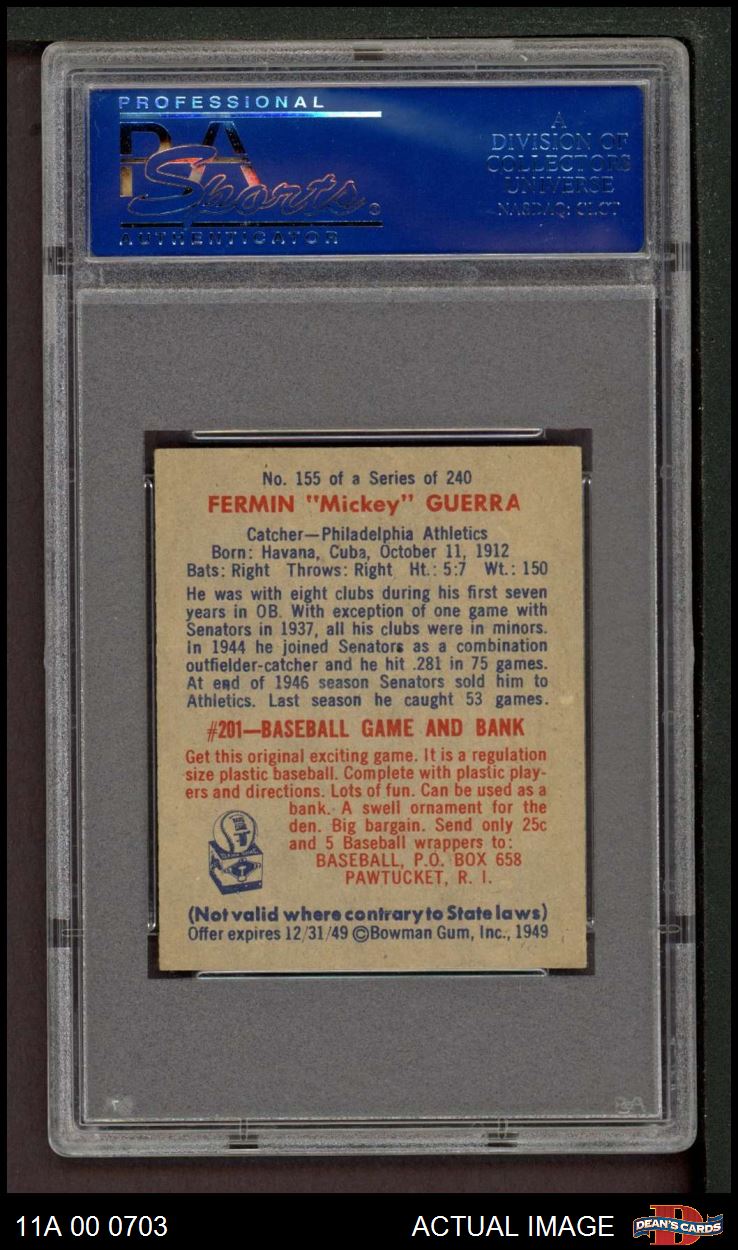 PROFESSIONAL
PSA
Sports
AUTHENTICATOR
A
DIVISION OF
COLLECTORS
UNIVERSE
NASDAQ: CLCT
No. 155 of a Series of 240
FERMIN "Mickey" GUERRA
Catcher—Philadelphia Athletics
Born: Havana, Cuba, October 11, 1912
Bats: Right Throws: Right Ht.: 5:7 Wt.: 150
He was with eight clubs during his first seven
years in OB. With exception of one game with
Senators in 1937, all his clubs were in minors.
In 1944 he joined Senators as a combination
outfielder-catcher and he hit .281 in 75 games.
At end of 1946 season Senators sold him to
Athletics. Last season he caught 53 games.
#201—BASEBALL GAME AND BANK
Get this original exciting game. It is a regulation
size plastic baseball. Complete with plastic play-
ers and directions. Lots of fun. Can be used as a
bank. A swell ornament for the
den. Big bargain. Send only 25c
and 5 Baseball wrappers to:
BASEBALL, P.O. BOX 658
PAWTUCKET, R. I.
(Not valid where contrary to State laws)
Offer expires 12/31/49 ©Bowman Gum, Inc., 1949
PSA
11A 00 0703 ACTUAL IMAGE DEAN'S CARDS